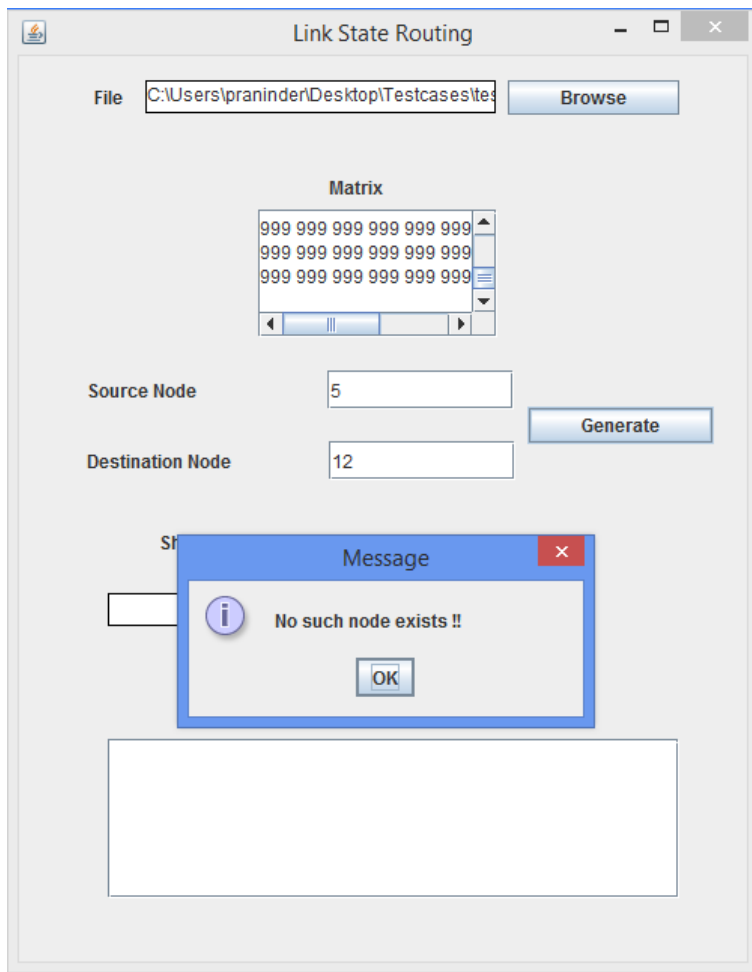 Link State Routing
File
C:\Users\praninder\Desktop\Testcases\tes
Browse
Matrix
999 999 999 999 999 999
999 999 999 999 999 999
999 999 999 999 999 999
Source Node
5
Generate
Destination Node
12
Message
No such node exists !!
OK